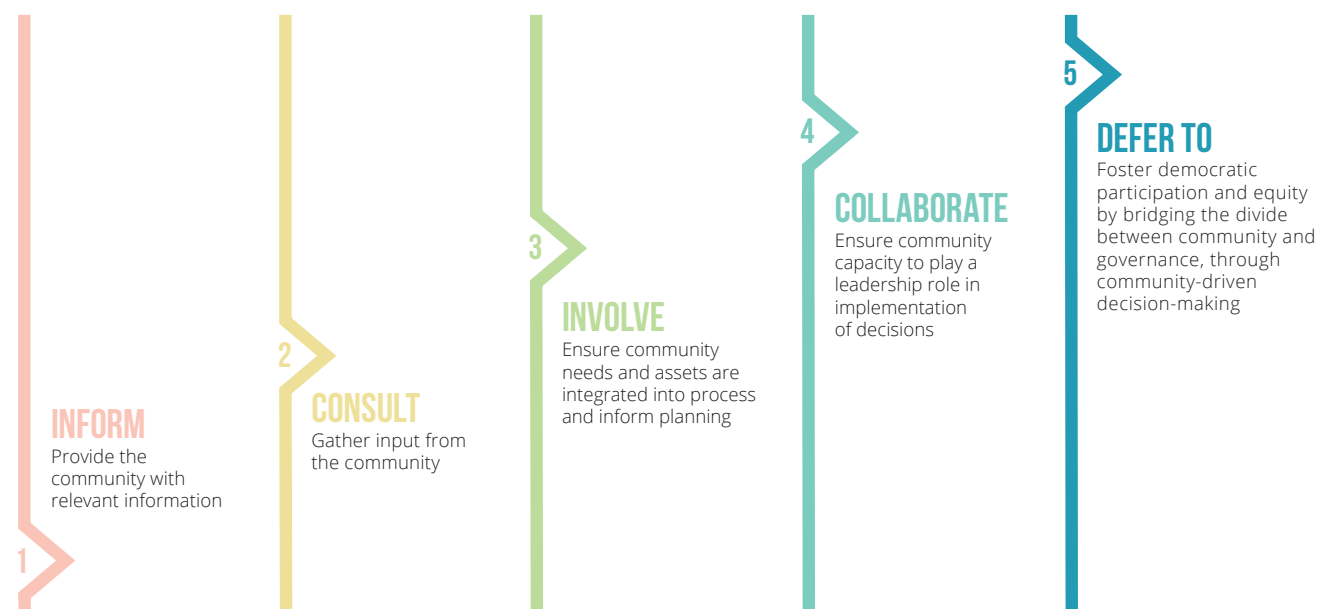 1
INFORM
Provide the
community with
relevant information
2
CONSULT
Gather input from
the community
3
INVOLVE
Ensure community
needs and assets are
integrated into process
and inform planning
4
COLLABORATE
Ensure community
capacity to play a
leadership role in
implementation
of decisions
5
DEFER TO
Foster democratic
participation and equity
by bridging the divide
between community and
governance, through
community-driven
decision-making